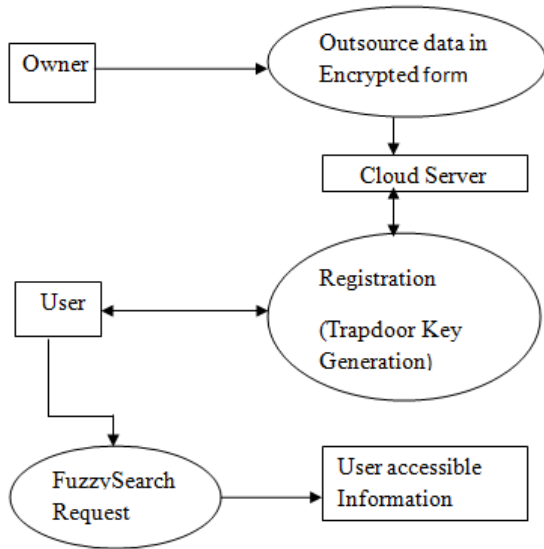 Owner
Outsource data in
Encrypted form
Cloud Server
Registration
(Trapdoor Key
Generation)
User
FuzzySearch
Request
User accessible
Information